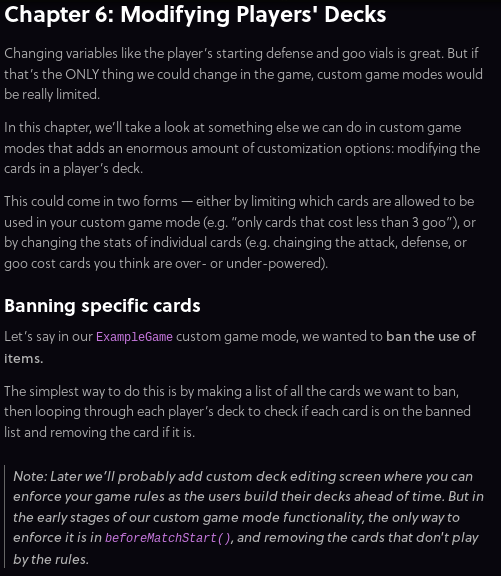 Chapter 6: Modifying Players' Decks
Changing variables like the player's starting defense and goo vials is great. But if
that's the ONLY thing we could change in the game, custom game modes would
be really limited.
In this chapter, we'll take a look at something else we can do in custom game
modes that adds an enormous amount of customization options: modifying the
cards in a player's deck.
This could come in two forms — either by limiting which cards are allowed to be
used in your custom game mode (e.g. "only cards that cost less than 3 goo"), or
by changing the stats of individual cards (e.g. chainging the attack, defense, or
goo cost cards you think are over- or under-powered).
Banning specific cards
Let's say in our ExampleGame custom game mode, we wanted to ban the use of
items.
The simplest way to do this is by making a list of all the cards we want to ban,
then looping through each player's deck to check if each card is on the banned
list and removing the card if it is.
Note: Later we'll probably add custom deck editing screen where you can
enforce your game rules as the users build their decks ahead of time. But in
the early stages of our custom game mode functionality, the only way to
enforce it is in beforeMatchStart(), and removing the cards that don't play
by the rules.